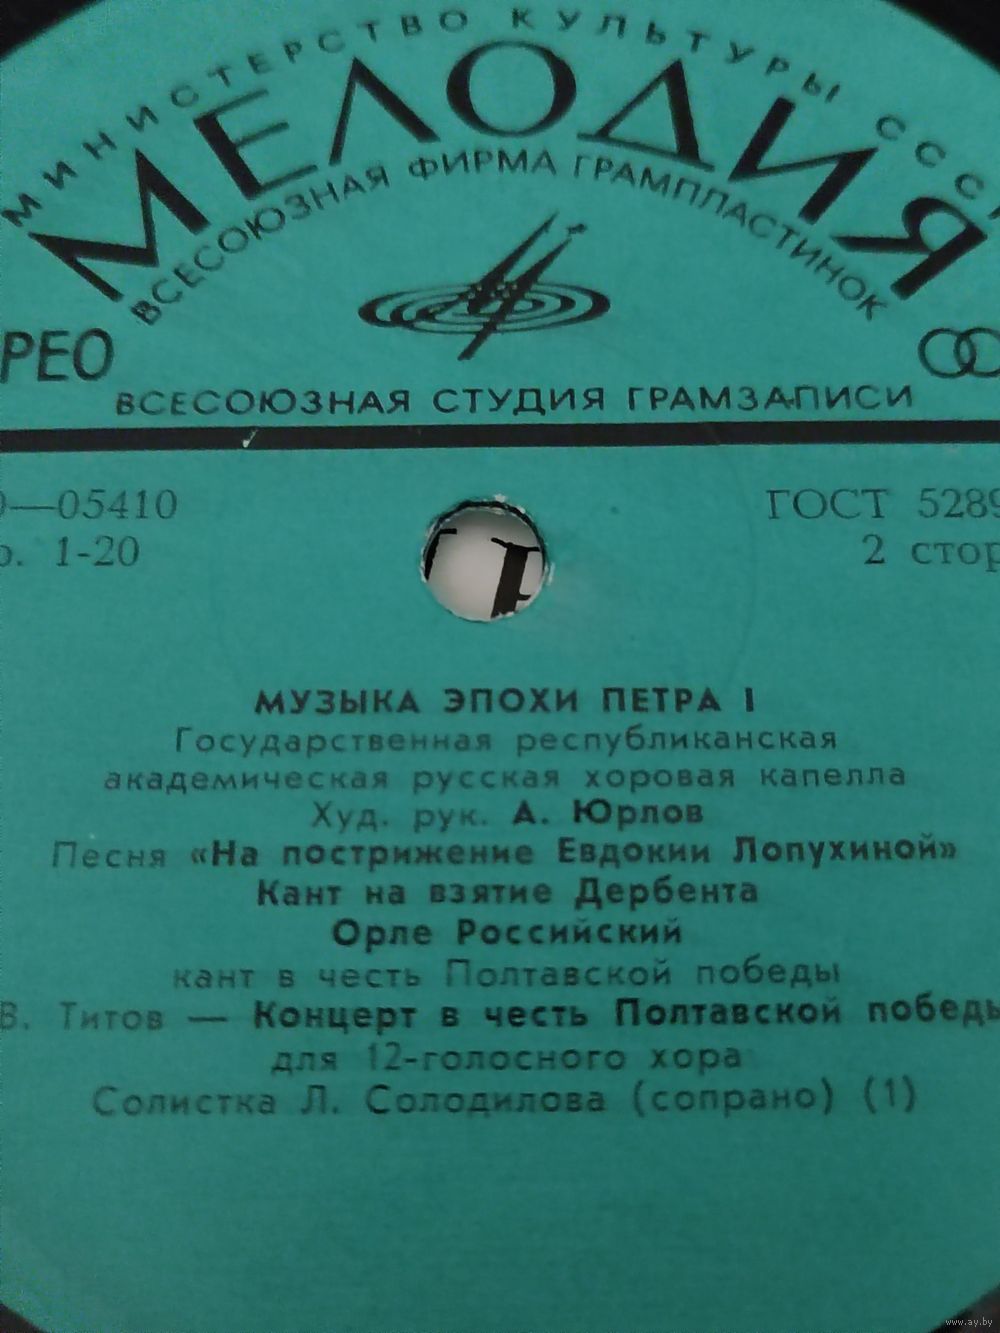 МИНИСТЕРСТВО КУЛЬТУРЫ СССР
МЕЛОДИЯ
ВСЕСОЮЗНАЯ ФИРМА ГРАМПЛАСТИНОК
РЕО
ВСЕСОЮЗНАЯ СТУДИЯ ГРАМЗАПИСИ
—05410
ГОСТ 5289
р. 1-20
2 стор
МУЗЫКА ЭПОХИ ПЕТРА I
Государственная республиканская
академическая русская хоровая капелла
Худ. рук. А. Юрлов
Песня «На пострижение Евдокии Лопухиной»
Кант на взятие Дербента
Орле Российский
кант в честь Полтавской победы
В. Титов — Концерт в честь Полтавской победы
для 12-голосного хора
Солистка Л. Солодилова (сопрано) (1)
www.ay.by